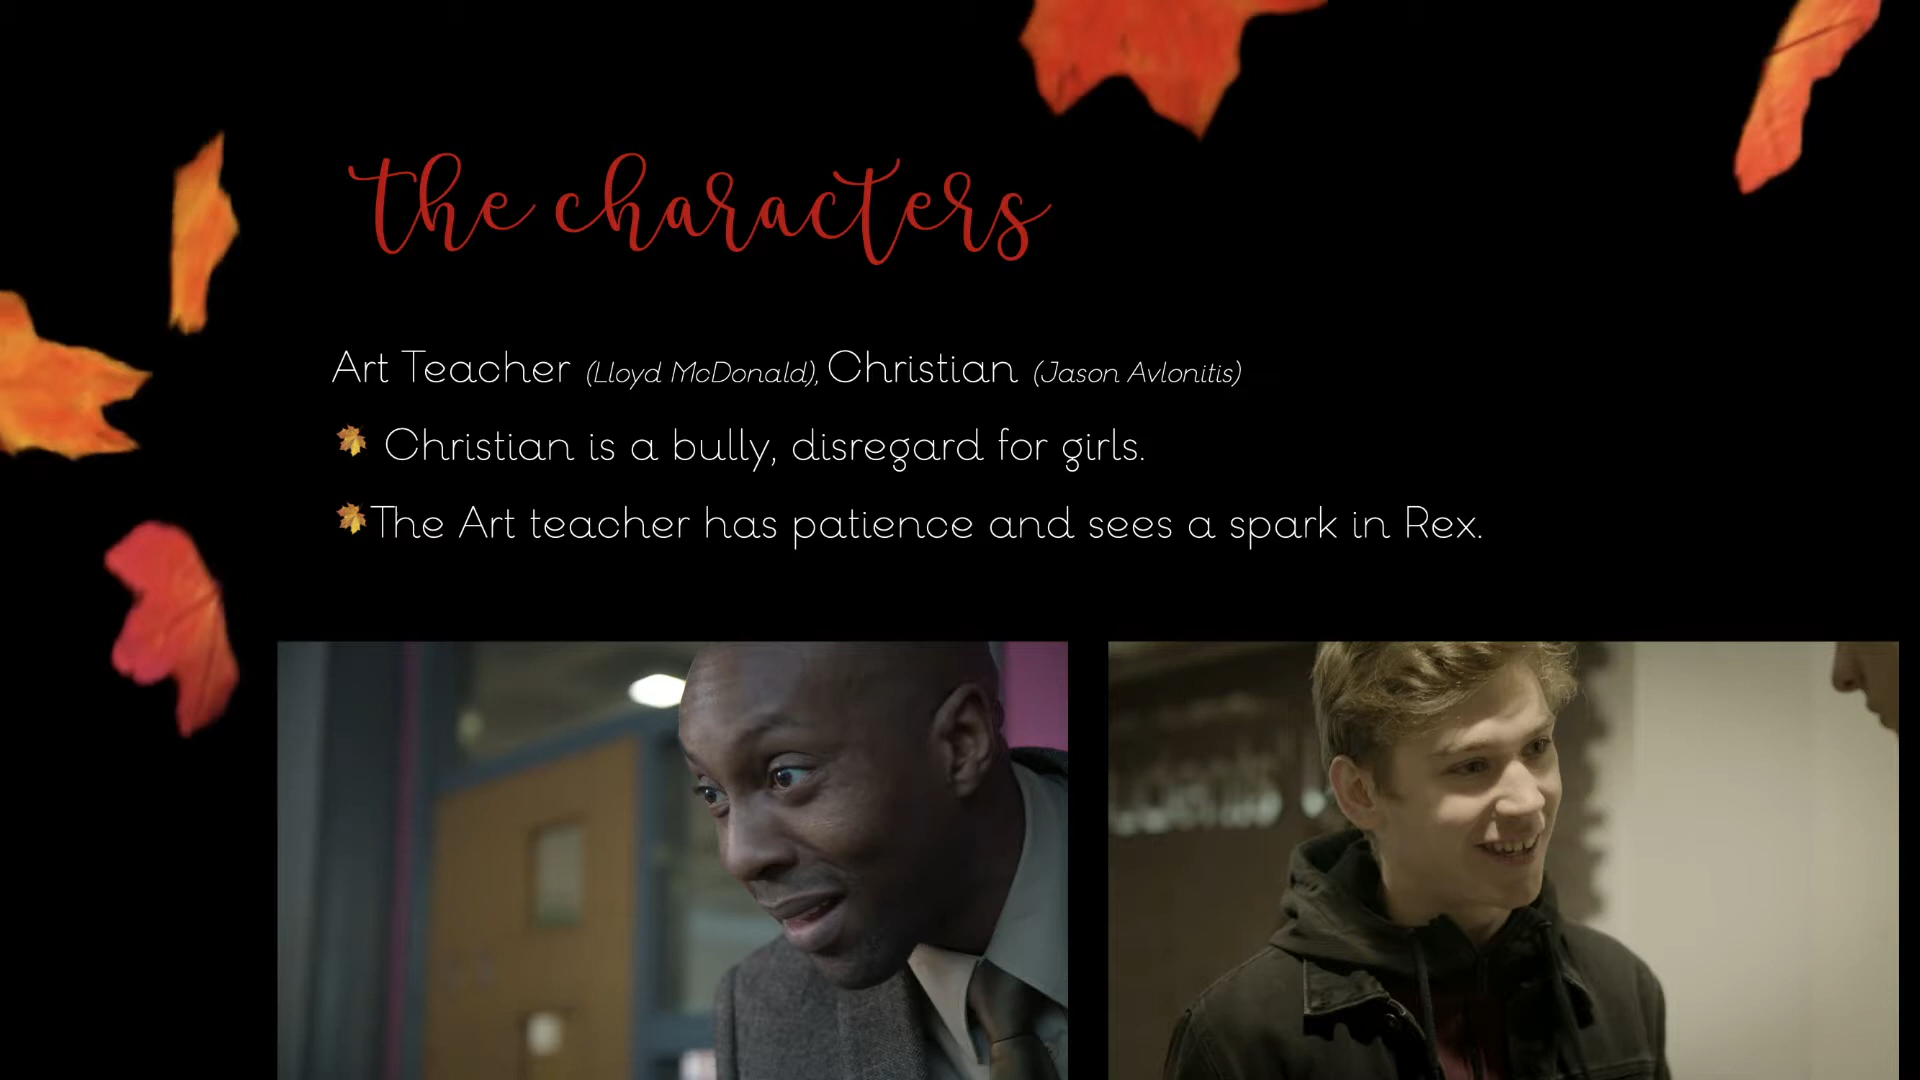 the characters
Art Teacher (Lloyd McDonald), Christian (Jason Avlonitis)
Christian is a bully, disregard for girls.
The Art teacher has patience and sees a spark in Rex.